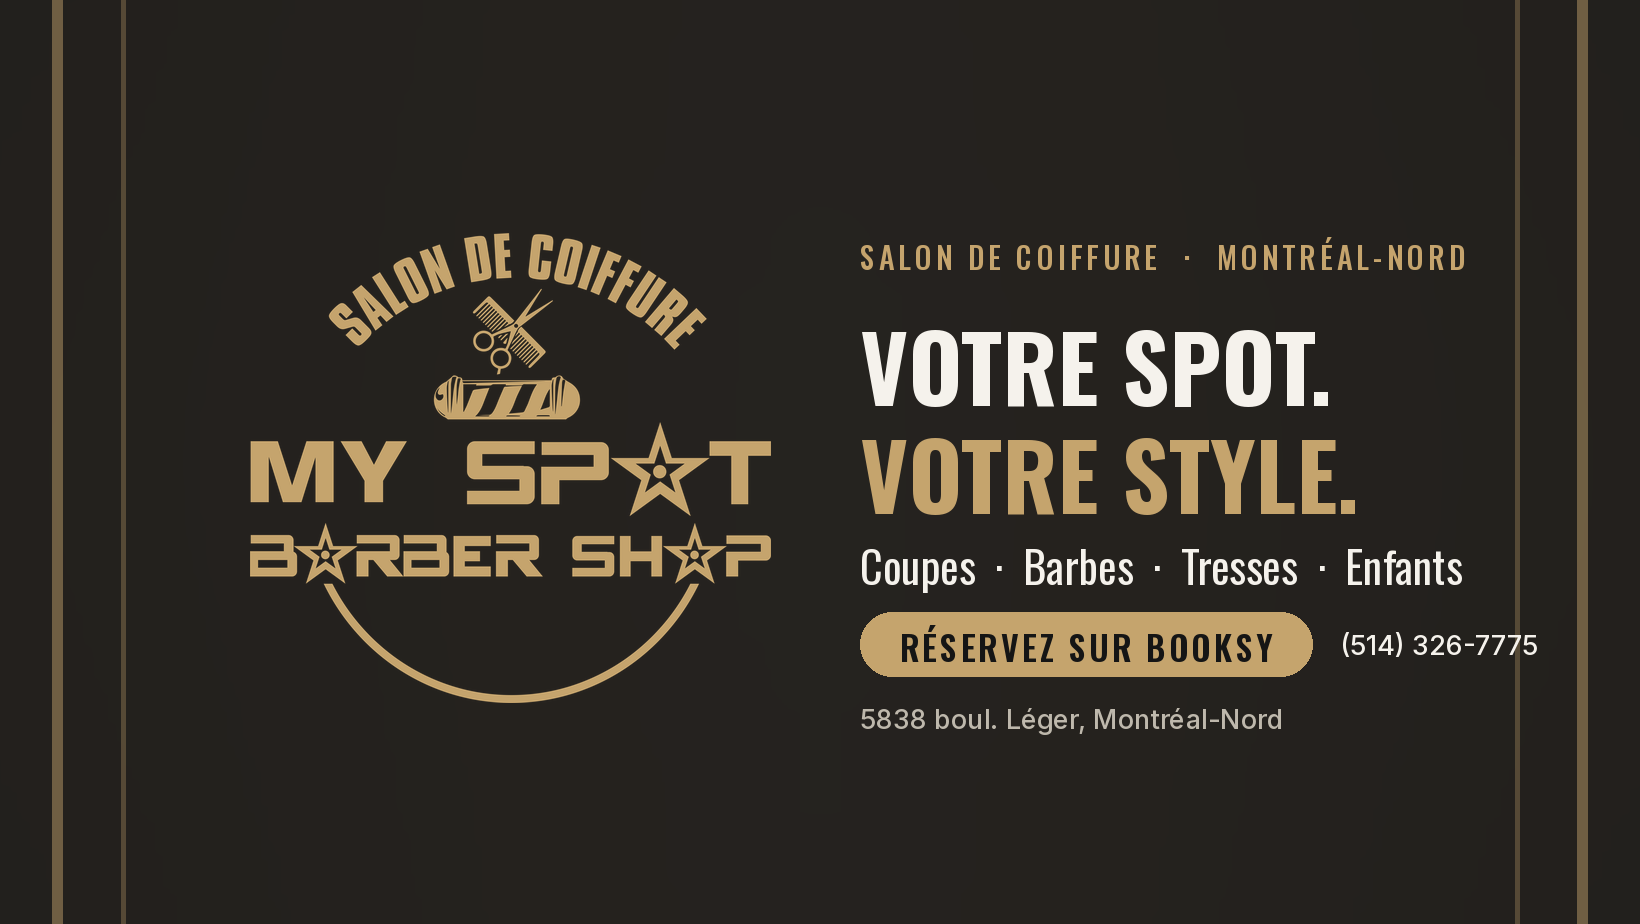 SALON DE COIFFURE
MY SPOT
BARBER SHOP
SALON DE COIFFURE · MONTRÉAL-NORD
VOTRE SPOT.
VOTRE STYLE.
Coupes · Barbes · Tresses · Enfants
RÉSERVEZ SUR BOOKSY
(514) 326-7775
5838 boul. Léger, Montréal-Nord